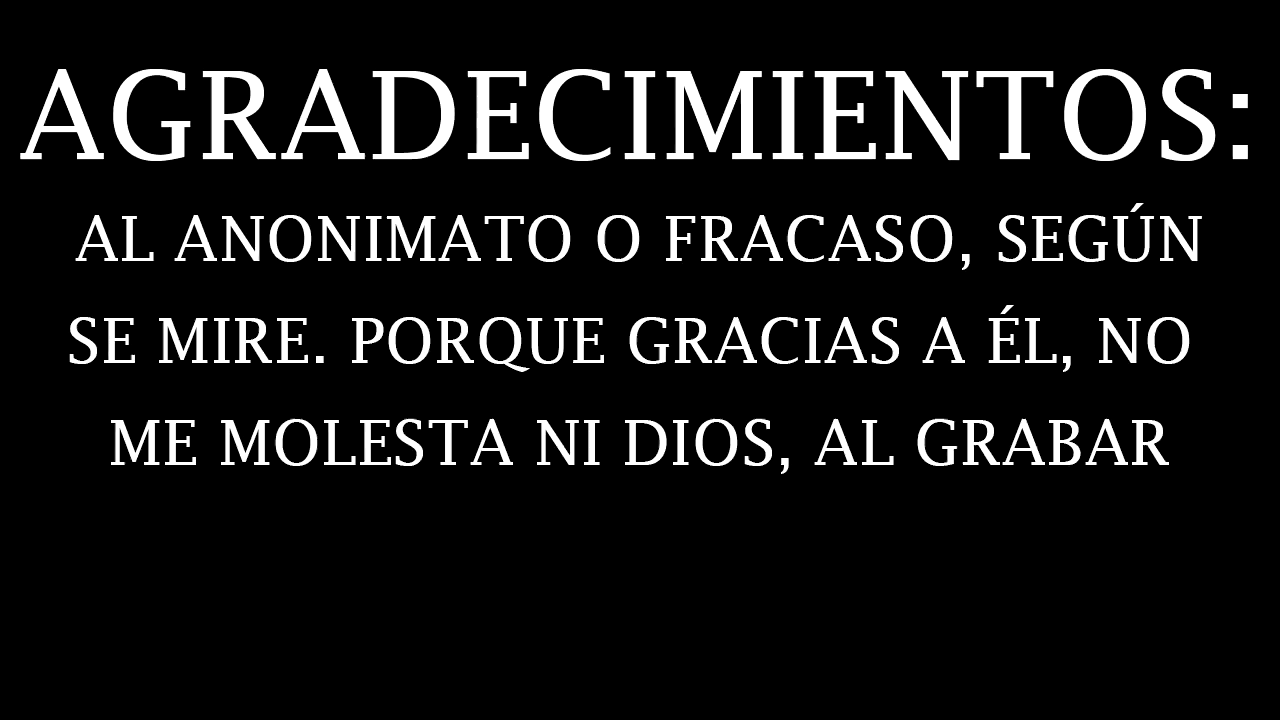 AGRADECIMIENTOS:
AL ANONIMATO O FRACASO, SEGÚN
SE MIRE. PORQUE GRACIAS A ÉL, NO
ME MOLESTA NI DIOS, AL GRABAR